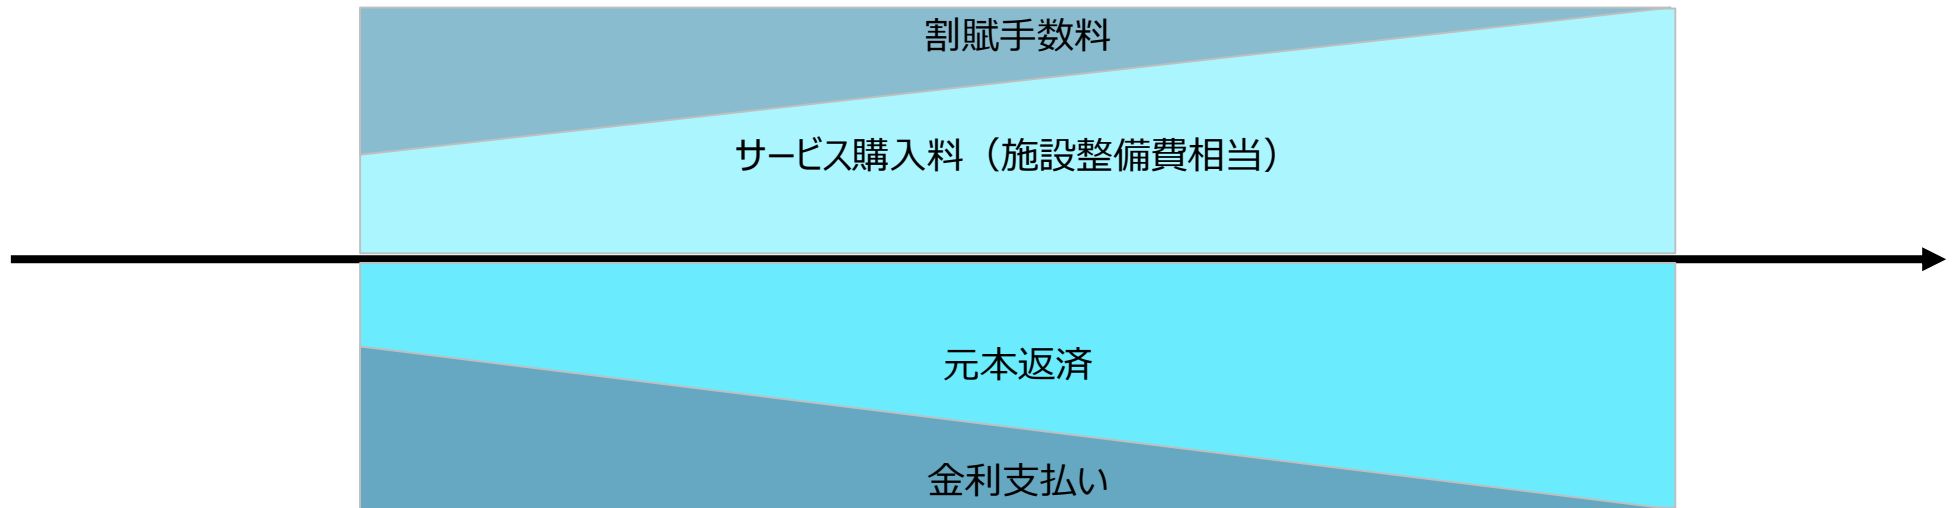 割賦手数料
サービス購入料（施設整備費相当）
元本返済
金利支払い